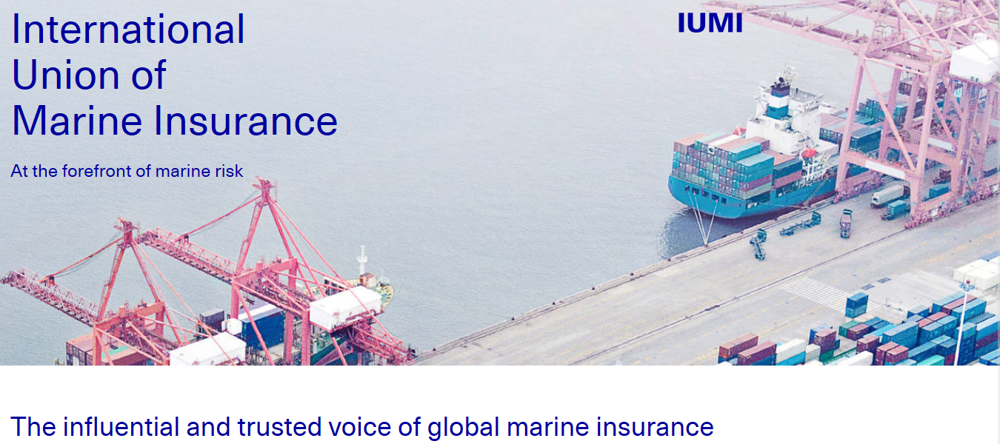 International
Union of
Marine Insurance
IUMI
At the forefront of marine risk
The influential and trusted voice of global marine insurance